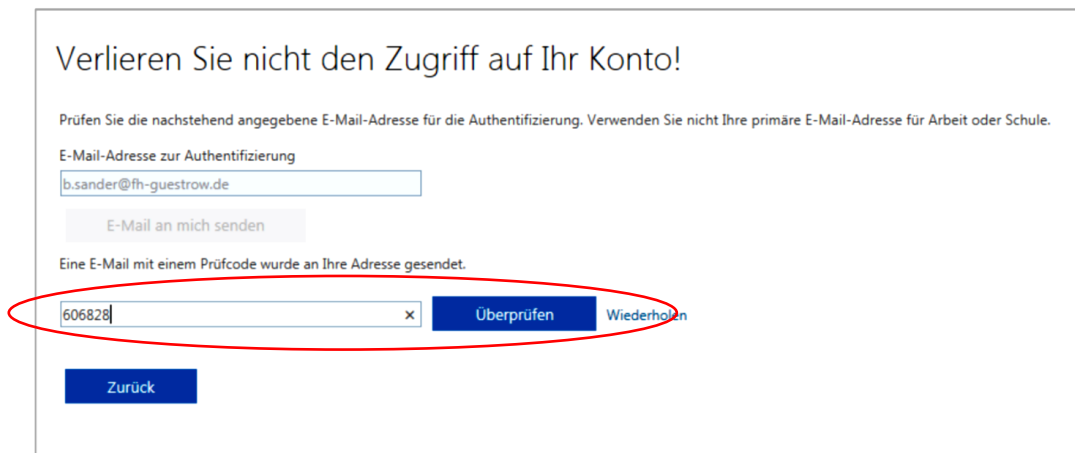 Verlieren Sie nicht den Zugriff auf Ihr Konto!
Prüfen Sie die nachstehend angegebene E-Mail-Adresse für die Authentifizierung. Verwenden Sie nicht Ihre primäre E-Mail-Adresse für Arbeit oder Schule.
E-Mail-Adresse zur Authentifizierung
b.sander@fh-guestrow.de
E-Mail an mich senden
Eine E-Mail mit einem Prüfcode wurde an Ihre Adresse gesendet.
606828 × Überprüfen Wiederholen
Zurück